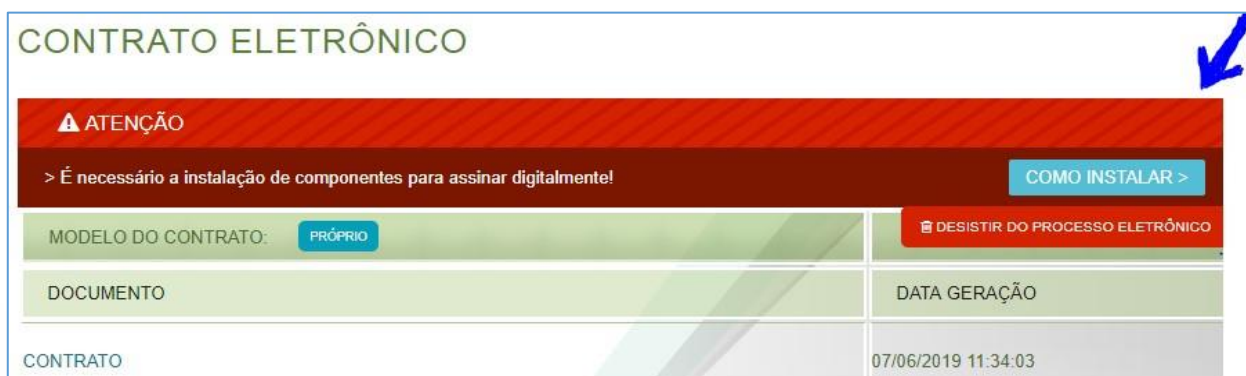 CONTRATO ELETRÔNICO
ATENÇÃO
> É necessário a instalação de componentes para assinar digitalmente!
COMO INSTALAR >
MODELO DO CONTRATO: PRÓPRIO
DESISTIR DO PROCESSO ELETRÔNICO
DOCUMENTO
DATA GERAÇÃO
CONTRATO
07/06/2019 11:34:03